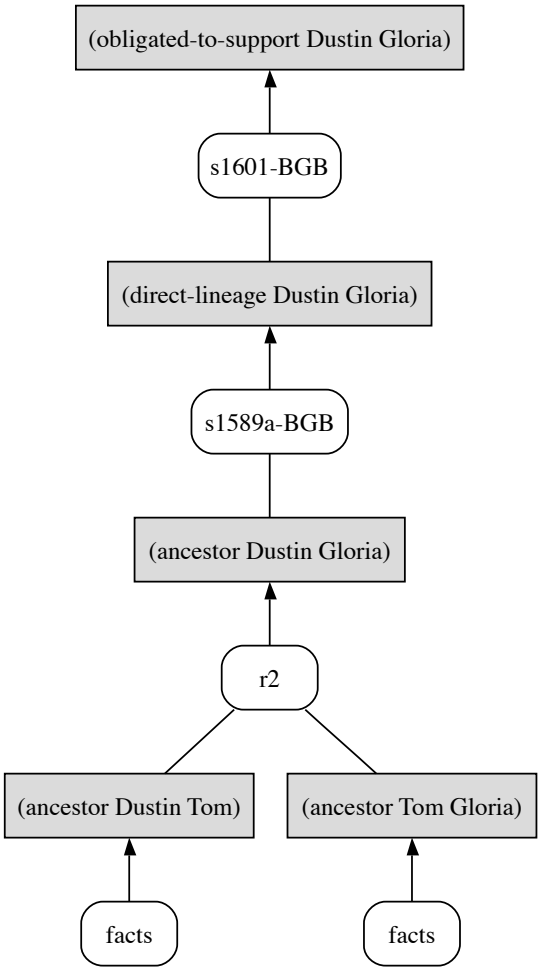 (obligated-to-support Dustin Gloria)
s1601-BGB
(direct-lineage Dustin Gloria)
s1589a-BGB
(ancestor Dustin Gloria)
r2
(ancestor Dustin Tom)
(ancestor Tom Gloria)
facts
facts